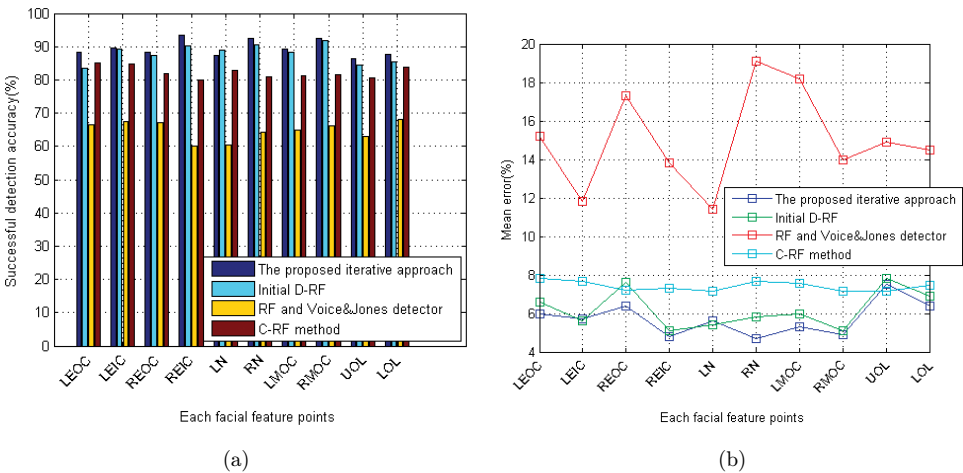 100
90
80
70
60
50
40
30
20
10
0
Successful detection accuracy(%)
The proposed iterative approach
Initial D-RF
RF and Voice&Jones detector
C-RF method
LEOC
LEIC
REOC
REIC
LN
RN
LMOC
RMOC
UOL
LOL
Each facial feature points
(a)
20
18
16
14
12
10
8
6
4
Mean error(%)
The proposed iterative approach
Initial D-RF
RF and Voice&Jones detector
C-RF method
LEOC
LEIC
REOC
REIC
LN
RN
LMOC
RMOC
UOL
LOL
Each facial feature points
(b)